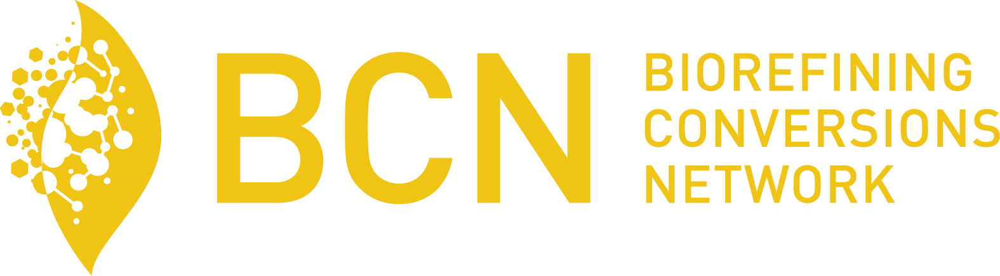 BCN
BIOREFINING
CONVERSIONS
NETWORK